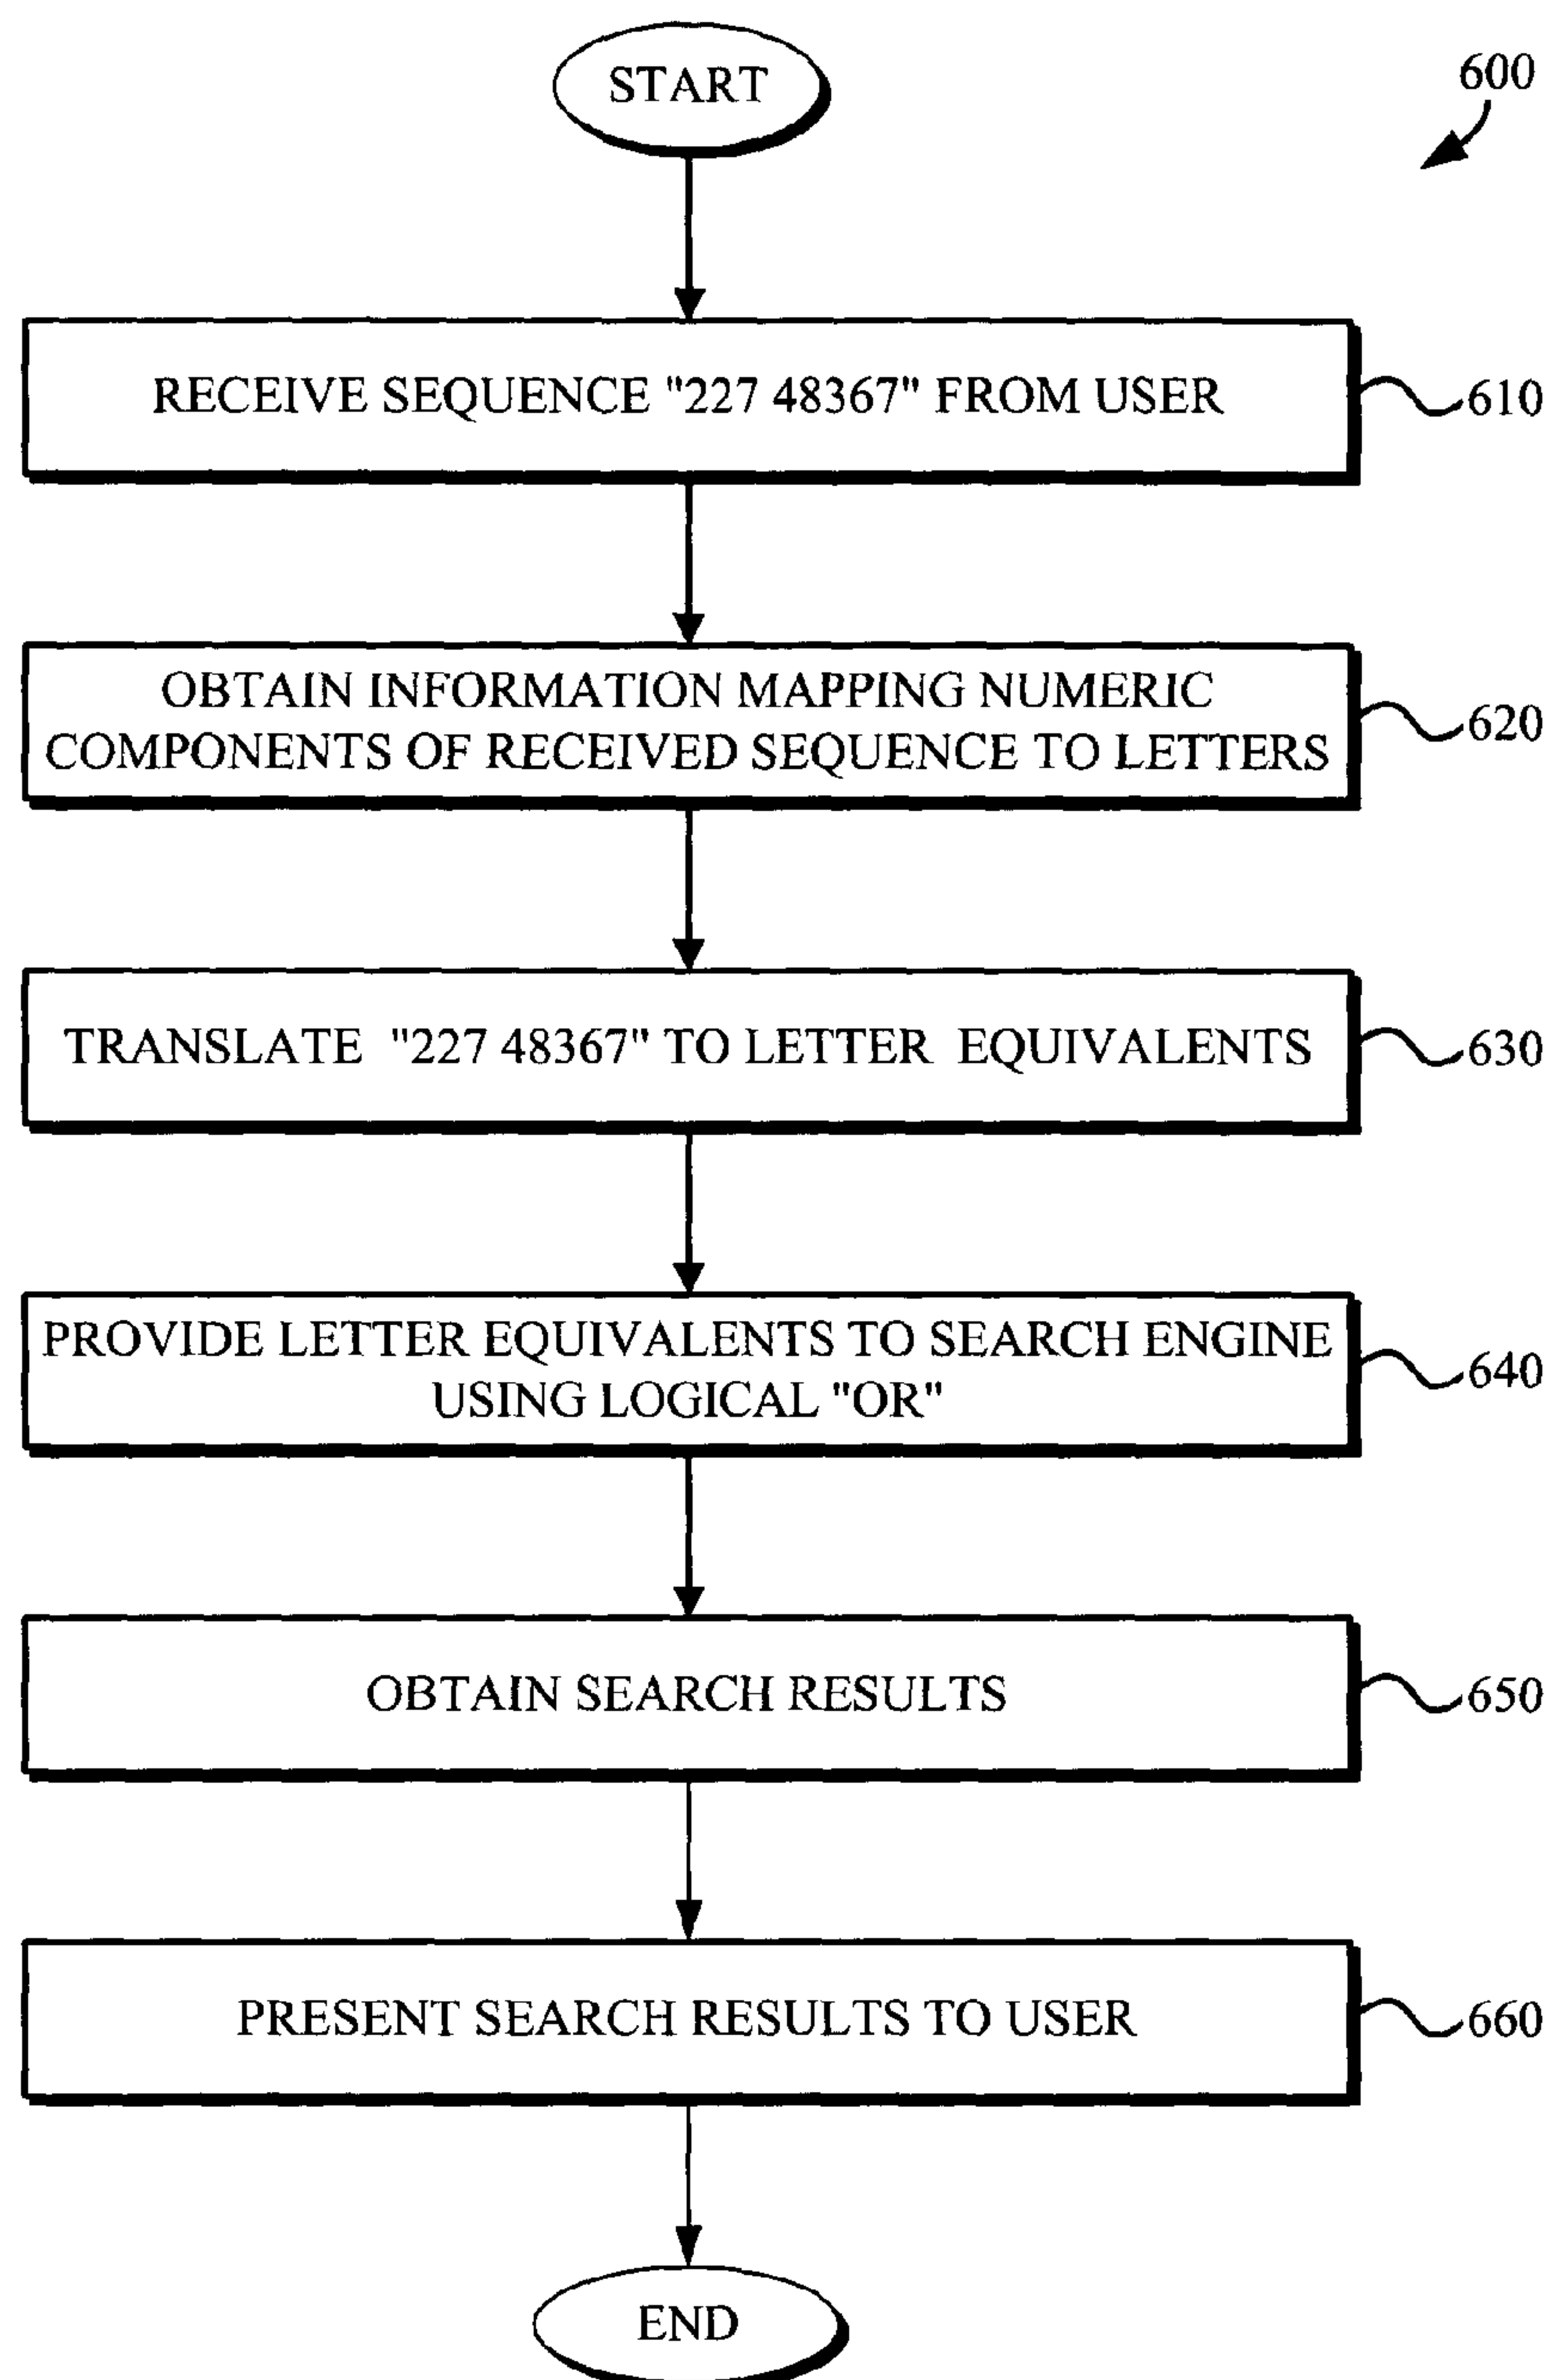 START
600
RECEIVE SEQUENCE "227 48367" FROM USER
610
OBTAIN INFORMATION MAPPING NUMERIC
COMPONENTS OF RECEIVED SEQUENCE TO LETTERS
620
TRANSLATE "227 48367" TO LETTER EQUIVALENTS
630
PROVIDE LETTER EQUIVALENTS TO SEARCH ENGINE
USING LOGICAL "OR"
640
OBTAIN SEARCH RESULTS
650
PRESENT SEARCH RESULTS TO USER
660
END